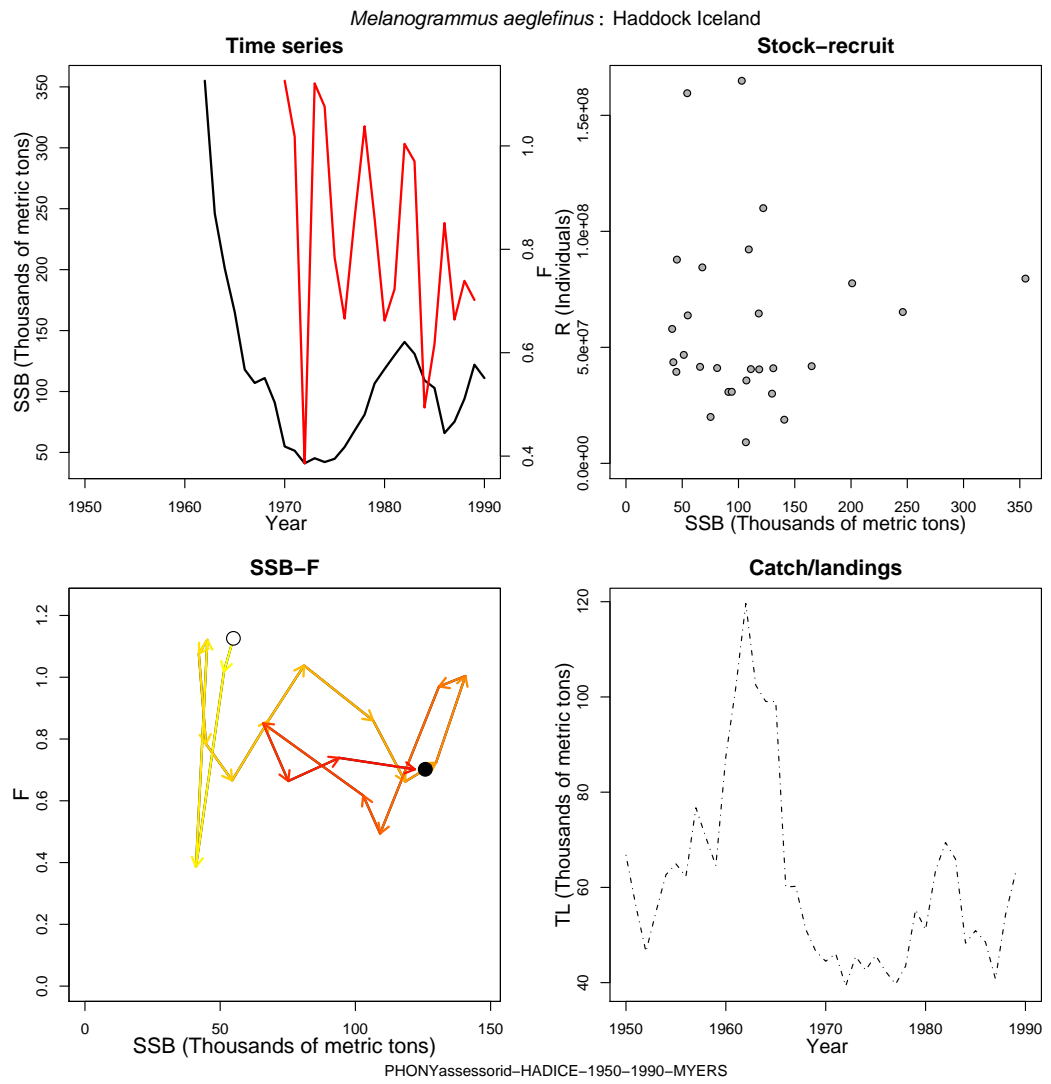 Melanogrammus aeglefinus : Haddock Iceland
Time series
350
300
250
200
150
100
50
SSB (Thousands of metric tons)
1.0
0.8
0.6
0.4
F
1950 1960 1970 1980 1990
Year
Stock−recruit
1.5e+08
1.0e+08
5.0e+07
0.0e+00
R (Individuals)
0 50 100 150 200 250 300 350
SSB (Thousands of metric tons)
SSB−F
1.2
1.0
0.8
0.6
0.4
0.2
0.0
F
0 50 100 150
SSB (Thousands of metric tons)
Catch/landings
120
100
80
60
40
TL (Thousands of metric tons)
1950 1960 1970 1980 1990
Year
PHONYassessorid−HADICE−1950−1990−MYERS